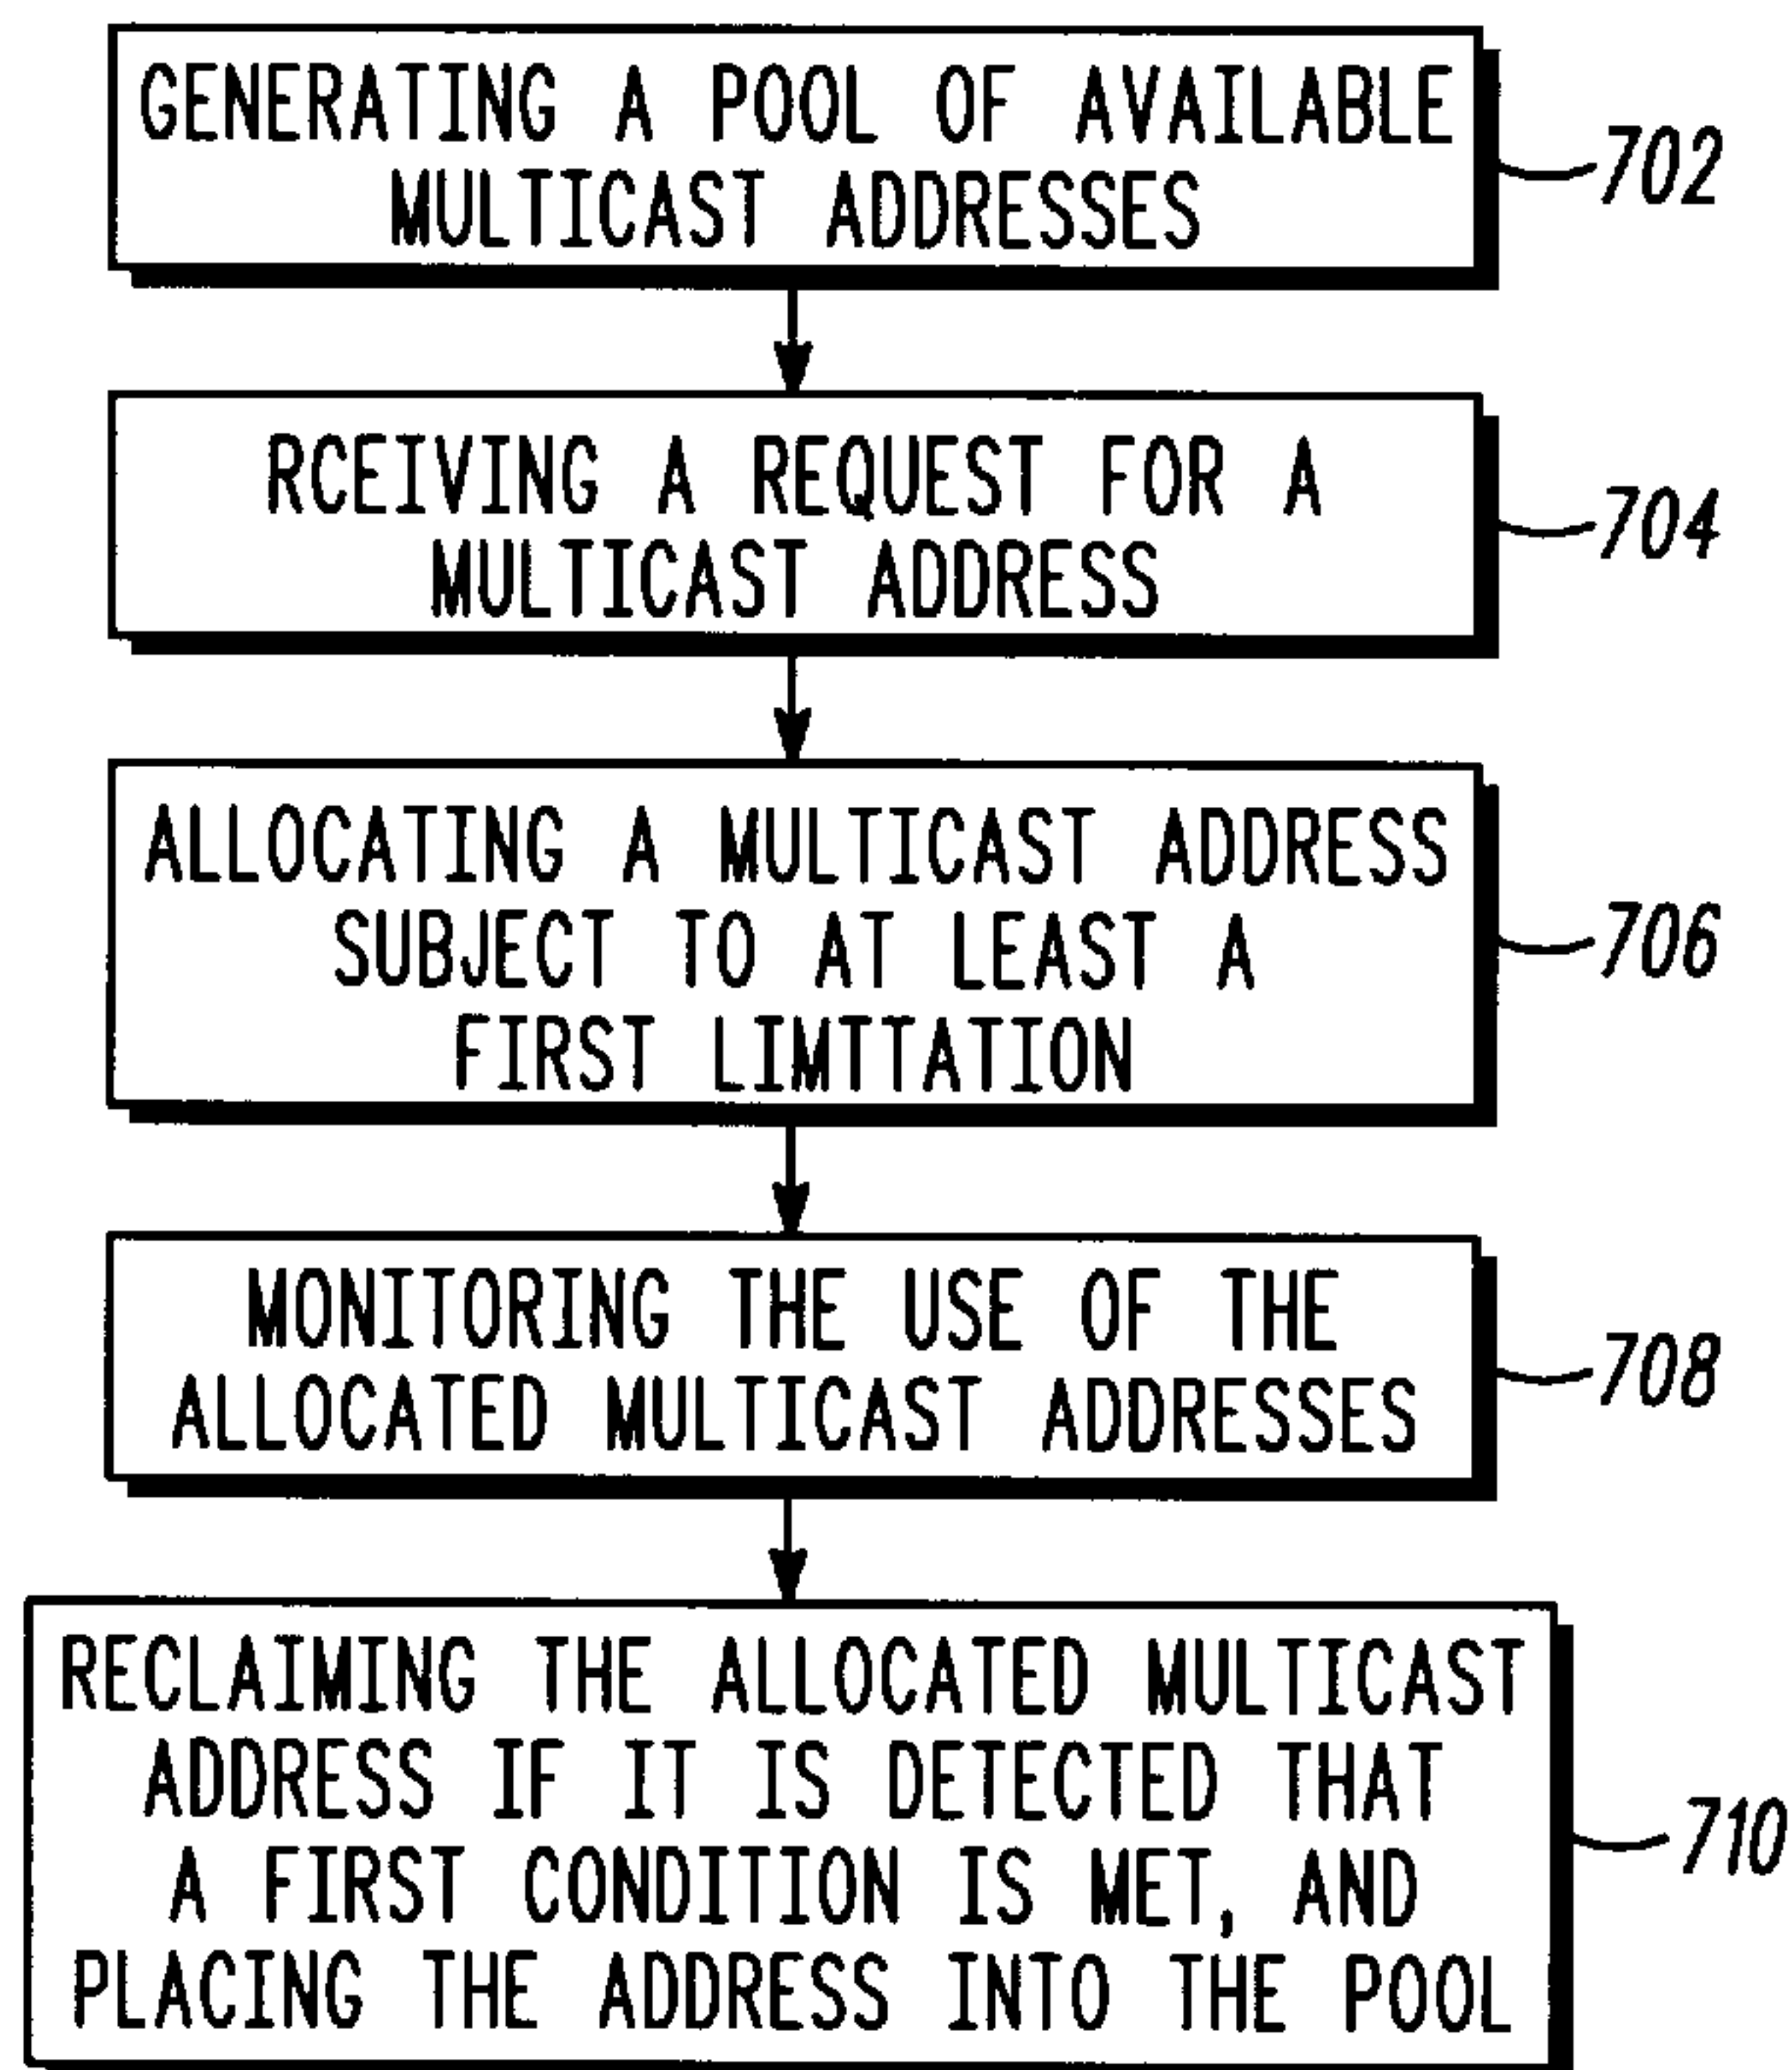 GENERATING A POOL OF AVAILABLE
MULTICAST ADDRESSES
702
RCEIVING A REQUEST FOR A
MULTICAST ADDRESS
704
ALLOCATING A MULTICAST ADDRESS
SUBJECT TO AT LEAST A
FIRST LIMTTATION
706
MONITORING THE USE OF THE
ALLOCATED MULTICAST ADDRESSES
708
RECLAIMING THE ALLOCATED MULTICAST
ADDRESS IF IT IS DETECTED THAT
A FIRST CONDITION IS MET, AND
PLACING THE ADDRESS INTO THE POOL
710